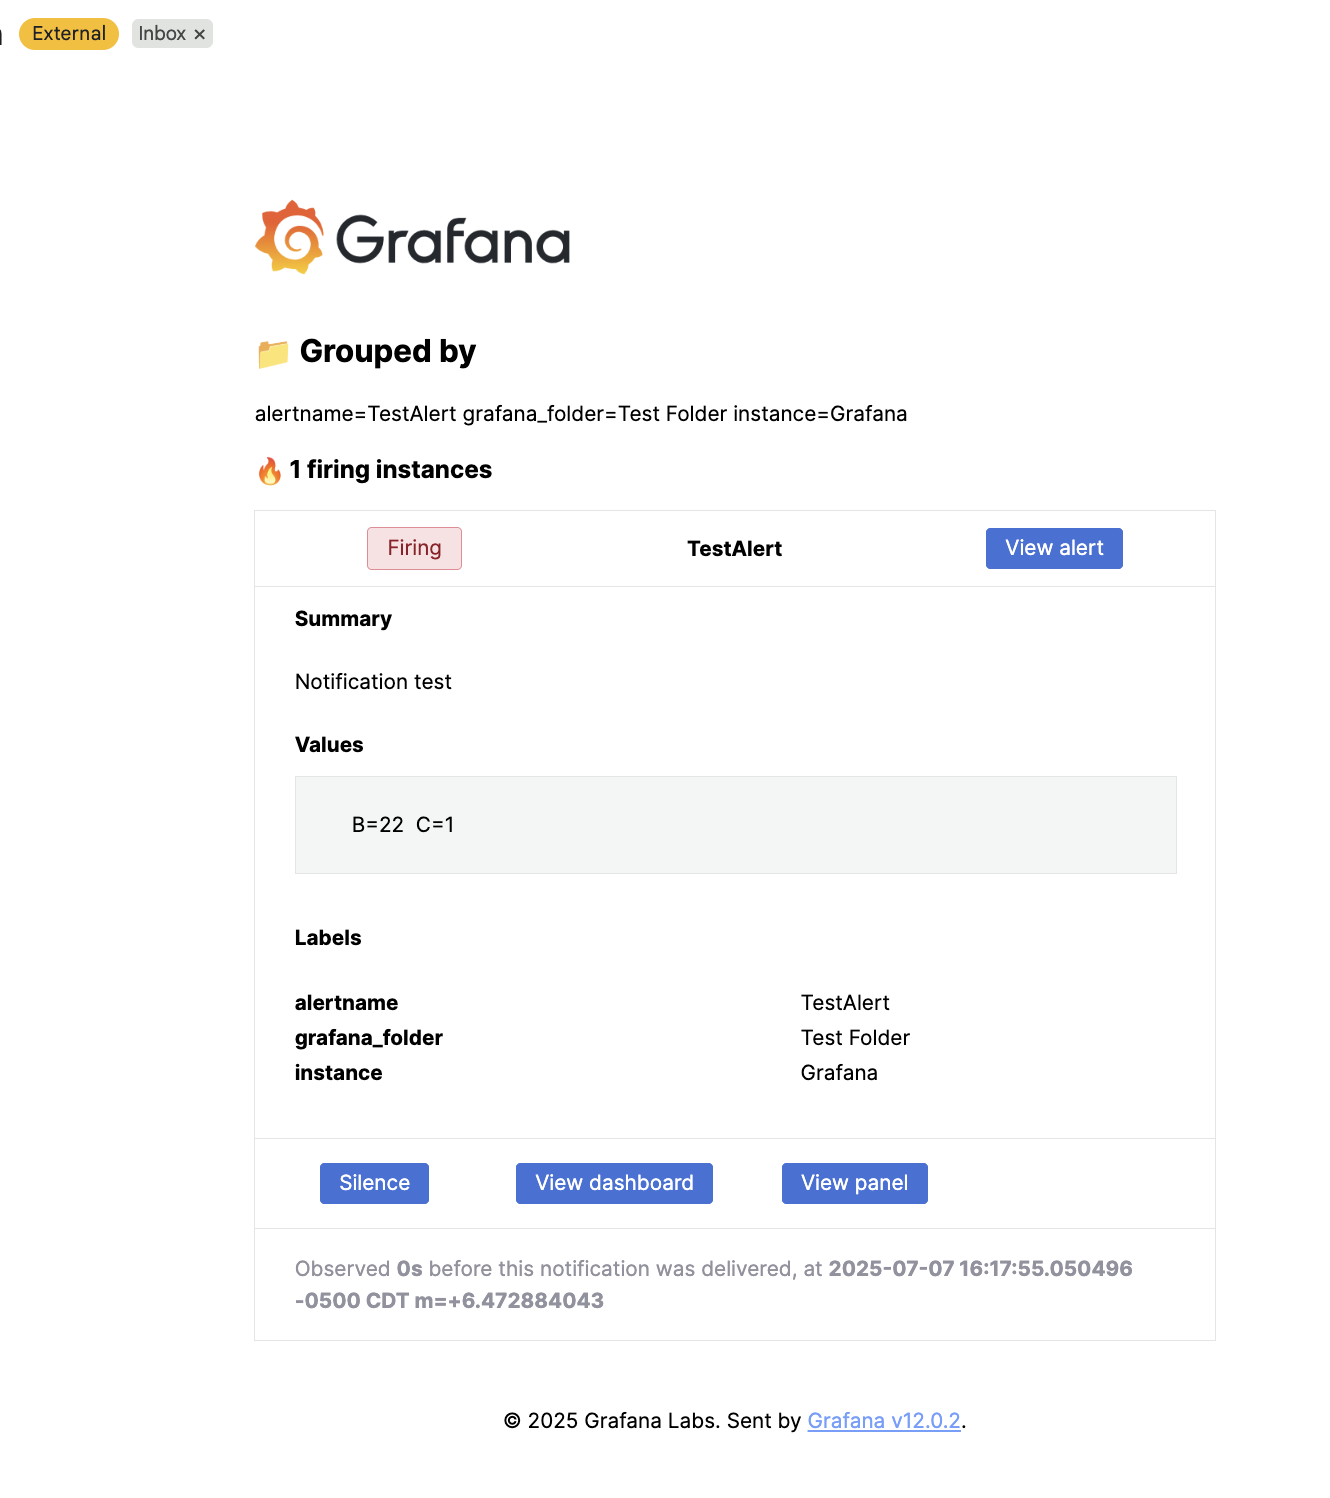 External Inbox ×
Grafana
📁 Grouped by
alertname=TestAlert grafana_folder=Test Folder instance=Grafana
🔥 1 firing instances
Firing TestAlert View alert
Summary
Notification test
Values
B=22 C=1
Labels
alertname TestAlert
grafana_folder Test Folder
instance Grafana
Silence View dashboard View panel
Observed 0s before this notification was delivered, at 2025-07-07 16:17:55.050496
-0500 CDT m=+6.472884043
© 2025 Grafana Labs. Sent by Grafana v12.0.2.